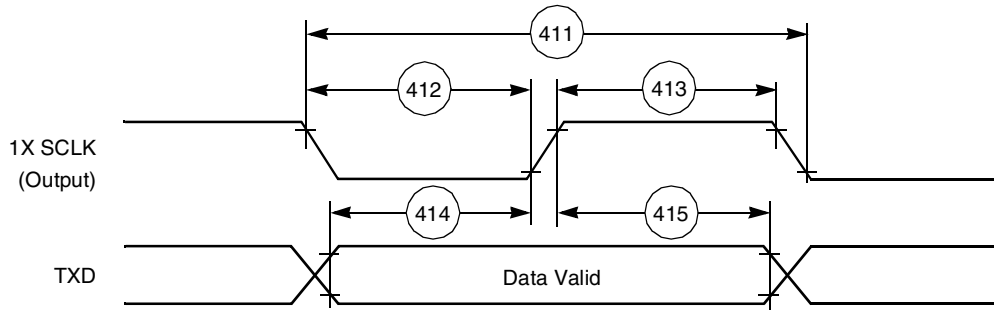 411
412
413
1X SCLK
(Output)
414
415
TXD
Data Valid